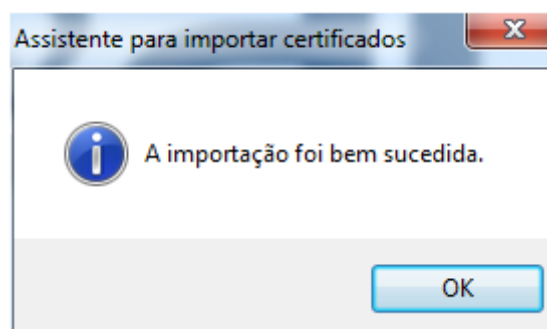 Assistente para importar certificados
A importação foi bem sucedida.
OK